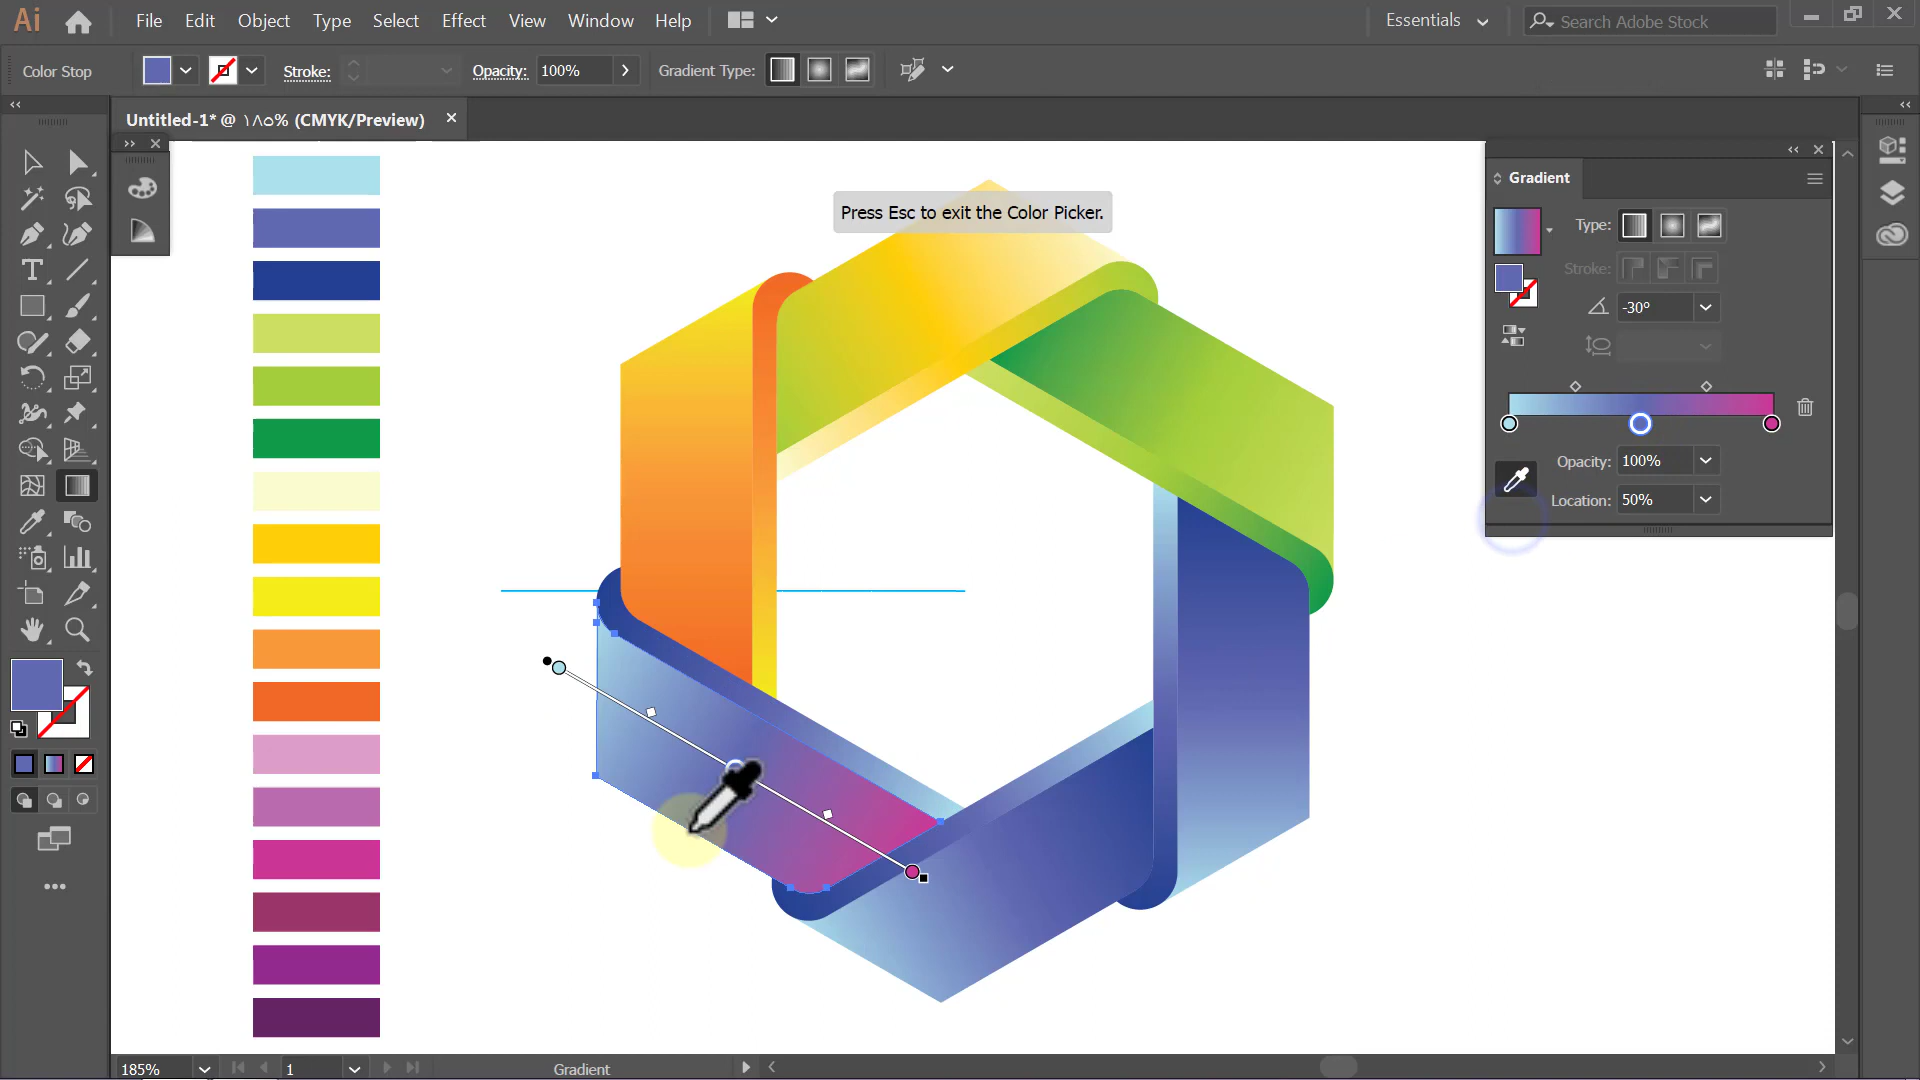 Ai File Edit Object Type Select Effect View Window Help Essentials Search Adobe Stock
Color Stop Stroke: Opacity: 100% Gradient Type:
Untitled-1* @ ١٨٥% (CMYK/Preview)
Press Esc to exit the Color Picker.
Gradient
Type:
Stroke:
-30°
Opacity: 100%
Location: 50%
185% 1 Gradient